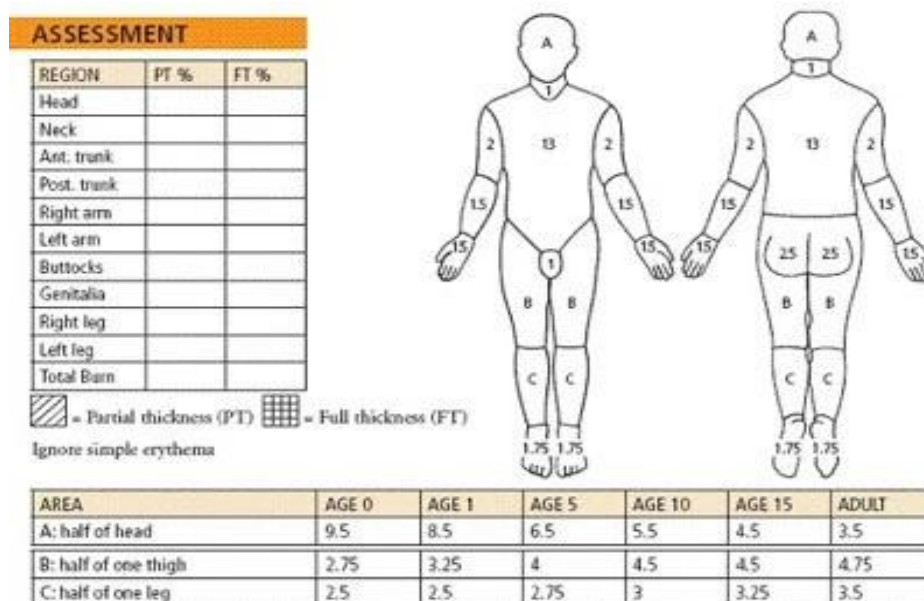 ASSESSMENT
REGION PT % FT %
Head
Neck
Ant. trunk
Post. trunk
Right arm
Left arm
Buttocks
Genitalia
Right leg
Left leg
Total Burn
= Partial thickness (PT) = Full thickness (FT)
Ignore simple erythema
A A
1 1
2 13 2 2 13 2
1.5 1.5 1.5 1.5
1.5 1.5 1.5 1.5
1 25 25
B B B B
C C C C
1.75 1.75 1.75 1.75
AREA AGE 0 AGE 1 AGE 5 AGE 10 AGE 15 ADULT
A: half of head 9.5 8.5 6.5 5.5 4.5 3.5
B: half of one thigh 2.75 3.25 4 4.5 4.5 4.75
C: half of one leg 2.5 2.5 2.75 3 3.25 3.5